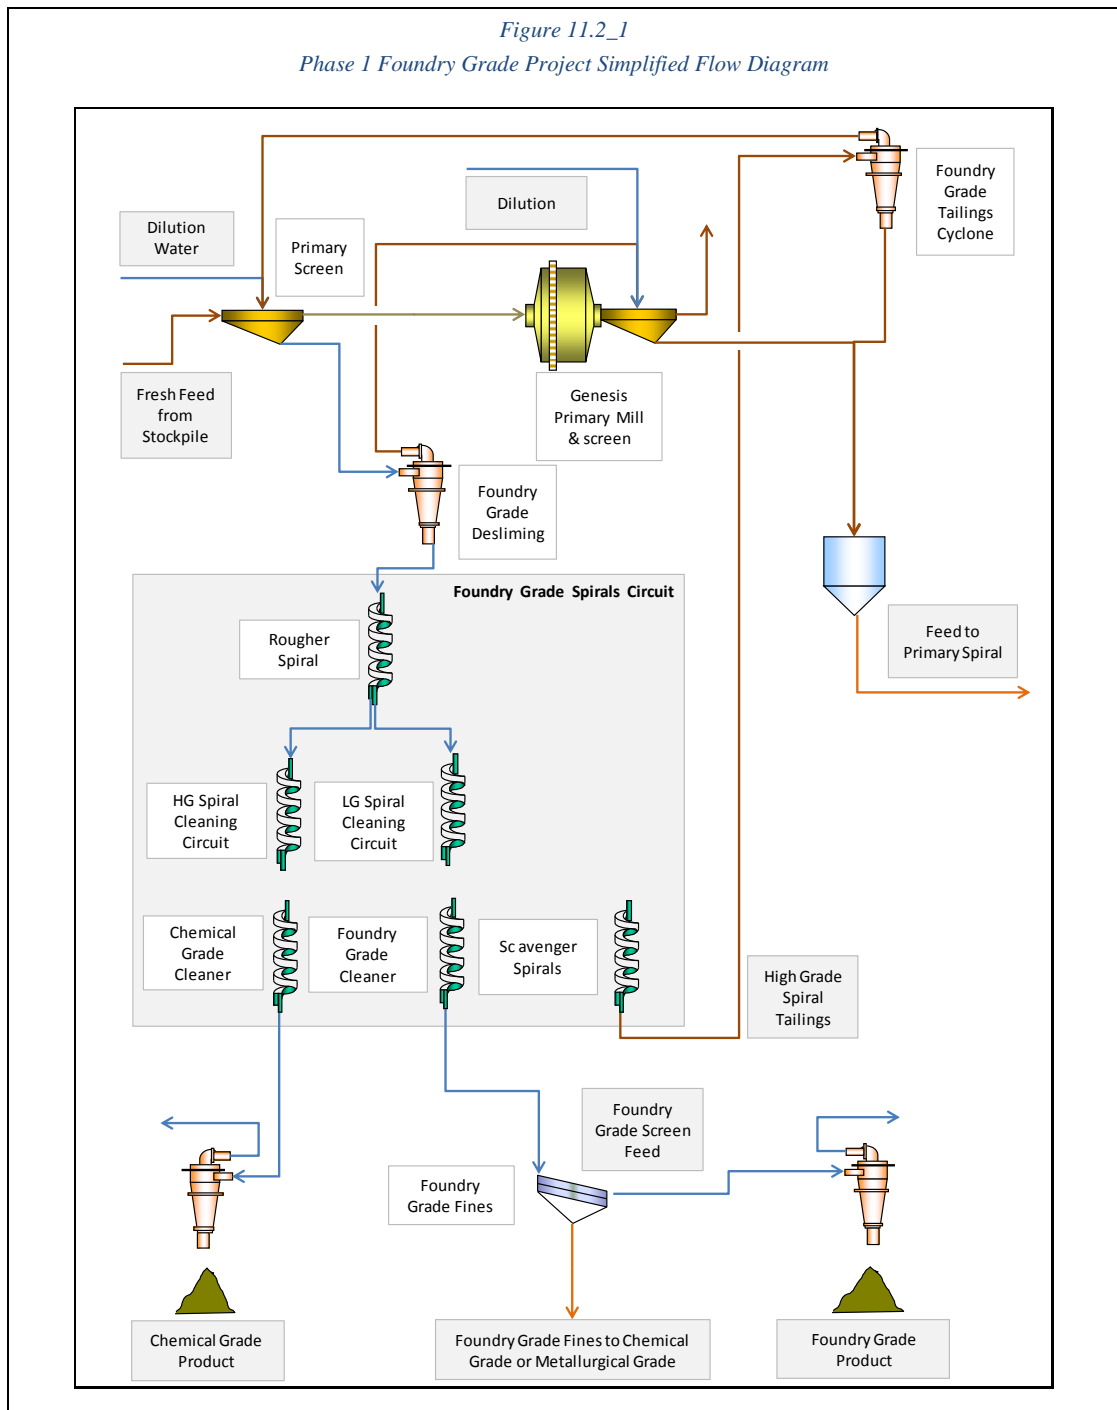 Figure 11.2_1
Phase 1 Foundry Grade Project Simplified Flow Diagram
Foundry
Grade
Tailings
Cyclone
Dilution
Dilution
Water
Primary
Screen
Fresh Feed
from
Stockpile
Genesis
Primary Mill
& screen
Foundry
Grade
Desliming
Foundry Grade Spirals Circuit
Rougher
Spiral
Feed to
Primary Spiral
HG Spiral
Cleaning
Circuit
LG Spiral
Cleaning
Circuit
Chemical
Grade
Cleaner
Foundry
Grade
Cleaner
Sc avenger
Spirals
High Grade
Spiral
Tailings
Foundry
Grade Screen
Feed
Foundry
Grade Fines
Chemical Grade
Product
Foundry Grade Fines to Chemical
Grade or Metallurgical Grade
Foundry Grade
Product